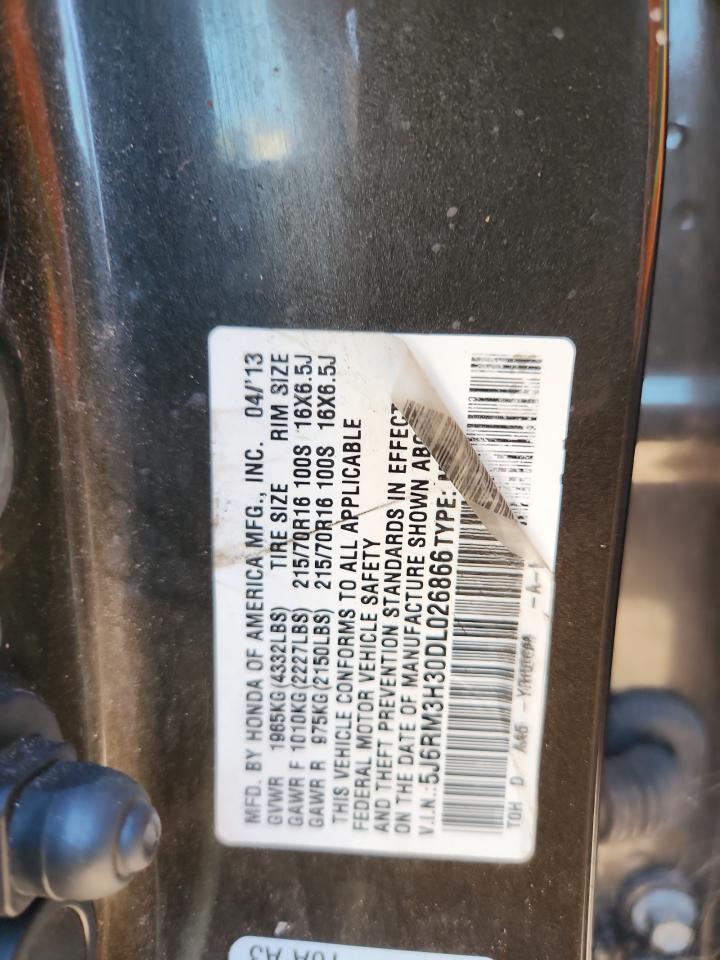 MFD. BY HONDA OF AMERICA MFG., INC. 04/'13
GVWR 1965KG(4332LBS) TIRE SIZE RIM SIZE
GAWR F 1010KG(2227LBS) 215/70R16 100S 16X6.5J
GAWR R 975KG(2150LBS) 215/70R16 100S 16X6.5J
THIS VEHICLE CONFORMS TO ALL APPLICABLE
FEDERAL MOTOR VEHICLE SAFETY
AND THEFT PREVENTION STANDARDS IN EFFECT
ON THE DATE OF MANUFACTURE SHOWN ABO
V.I.N.:5J6RM3H30DL026866 TYPE:
TOH D -A-